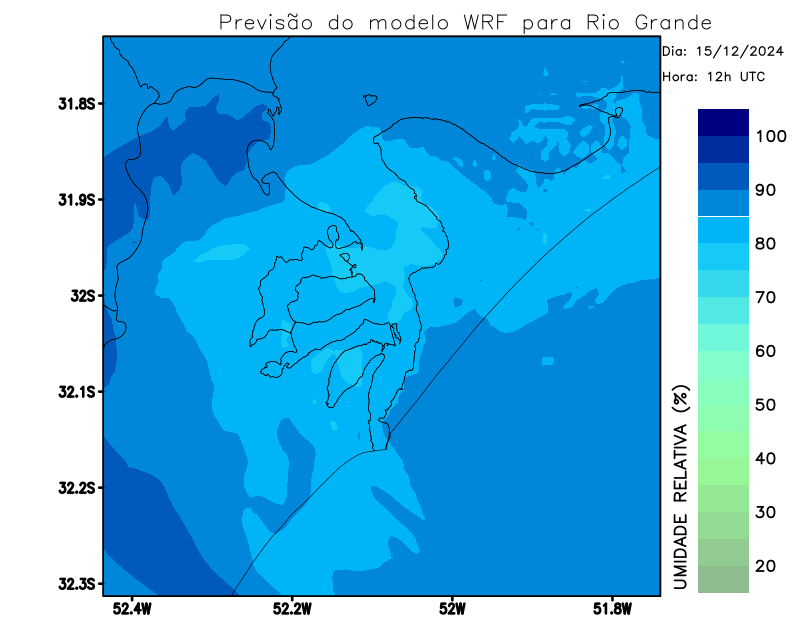 Previsão do modelo WRF para Rio Grande
Dia: 15/12/2024
Hora: 12h UTC
31.8S
31.9S
31.95S
32S
32.1S
32.2S
32.3S
52.4W
52.2W
52W
51.8W
100
90
80
70
60
50
40
30
20
UMIDADE RELATIVA (%)